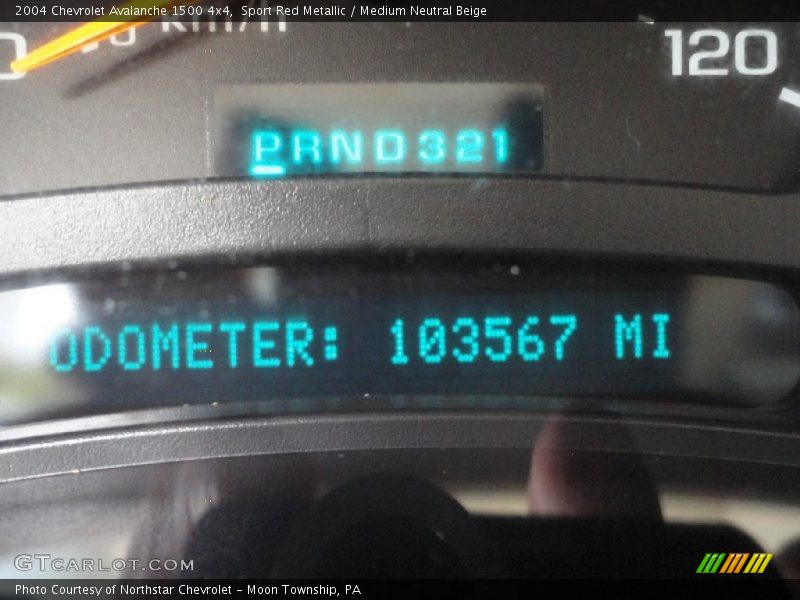 2004 Chevrolet Avalanche 1500 4x4, Sport Red Metallic / Medium Neutral Beige
km/h
120
PRND321
ODOMETER: 103567 MI
GTCARLOT.COM
Photo Courtesy of Northstar Chevrolet - Moon Township, PA